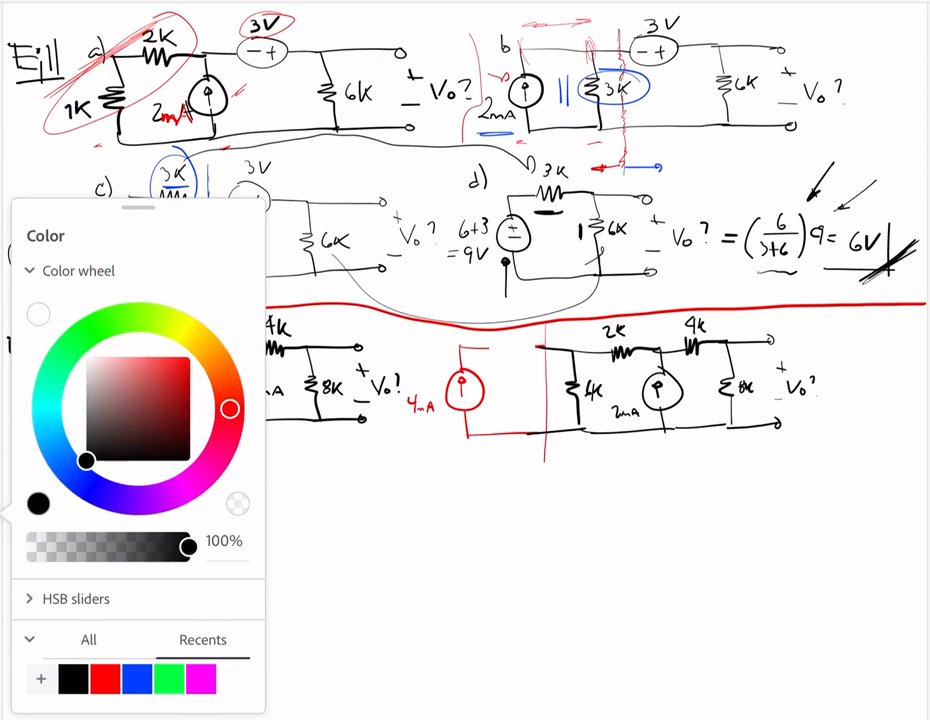 Ej 11
a)
2K
3V
- +
1K
2mA
6K
+
Vo?
-
b
3V
- +
2mA
3K
6K
+
Vo?
-
c)
3K
3V
6K
+
Vo?
-
d)
3K
6+3
=9V
6K
+
Vo? = (6/3+6) 9 = 6V
-
Color
Color wheel
100%
HSB sliders
All
Recents
+
4K
8K
A
+
Vo?
-
4mA
4K
2K
2mA
4K
8K
+
Vo?
-